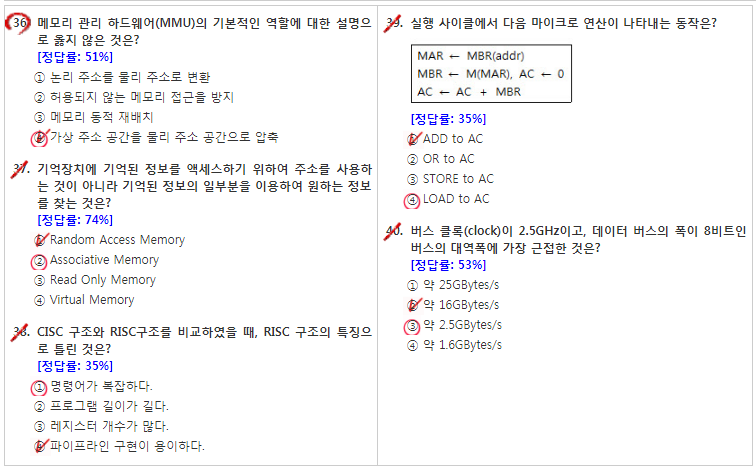 36. 메모리 관리 하드웨어(MMU)의 기본적인 역할에 대한 설명으
로 옳지 않은 것은?
[정답률: 51%]
① 논리 주소를 물리 주소로 변환
② 허용되지 않는 메모리 접근을 방지
③ 메모리 동적 재배치
④ 가상 주소 공간을 물리 주소 공간으로 압축
37. 기억장치에 기억된 정보를 액세스하기 위하여 주소를 사용하
는 것이 아니라 기억된 정보의 일부분을 이용하여 원하는 정보
를 찾는 것은?
[정답률: 74%]
① Random Access Memory
② Associative Memory
③ Read Only Memory
④ Virtual Memory
38. CISC 구조와 RISC구조를 비교하였을 때, RISC 구조의 특징으
로 틀린 것은?
[정답률: 35%]
① 명령어가 복잡하다.
② 프로그램 길이가 길다.
③ 레지스터 개수가 많다.
④ 파이프라인 구현이 용이하다.
39. 실행 사이클에서 다음 마이크로 연산이 나타내는 동작은?
MAR ← MBR(addr)
MBR ← M(MAR), AC ← 0
AC ← AC + MBR
[정답률: 35%]
① ADD to AC
② OR to AC
③ STORE to AC
④ LOAD to AC
40. 버스 클록(clock)이 2.5GHz이고, 데이터 버스의 폭이 8비트인
버스의 대역폭에 가장 근접한 것은?
[정답률: 53%]
① 약 25GBytes/s
② 약 16GBytes/s
③ 약 2.5GBytes/s
④ 약 1.6GBytes/s